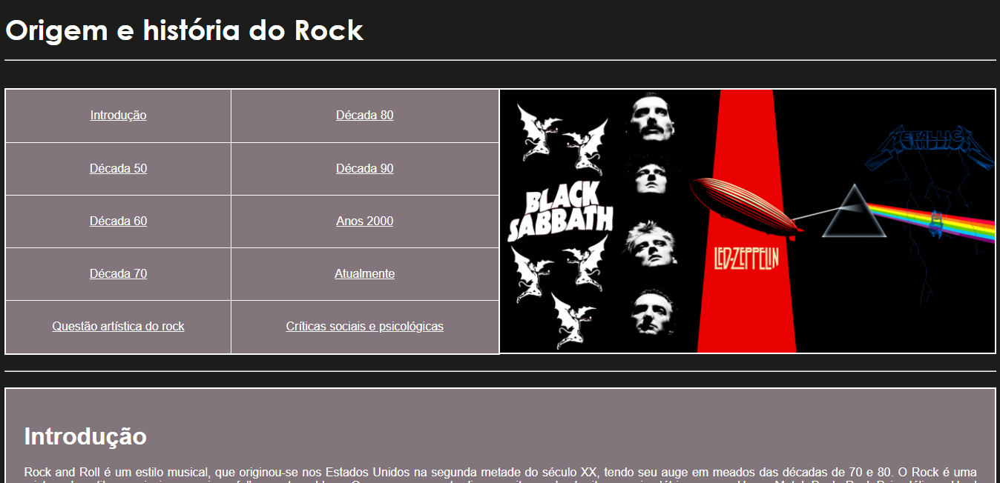 Origem e história do Rock
Introdução
Década 80
Década 50
Década 90
Década 60
Anos 2000
Década 70
Atualmente
Questão artística do rock
Críticas sociais e psicológicas
METALLICA
BLACK
SABBATH
LED-ZEPPELIN
Introdução
Rock and Roll é um estilo musical, que originou-se nos Estados Unidos na segunda metade do século XX, tendo seu auge em meados das décadas de 70 e 80. O Rock é uma